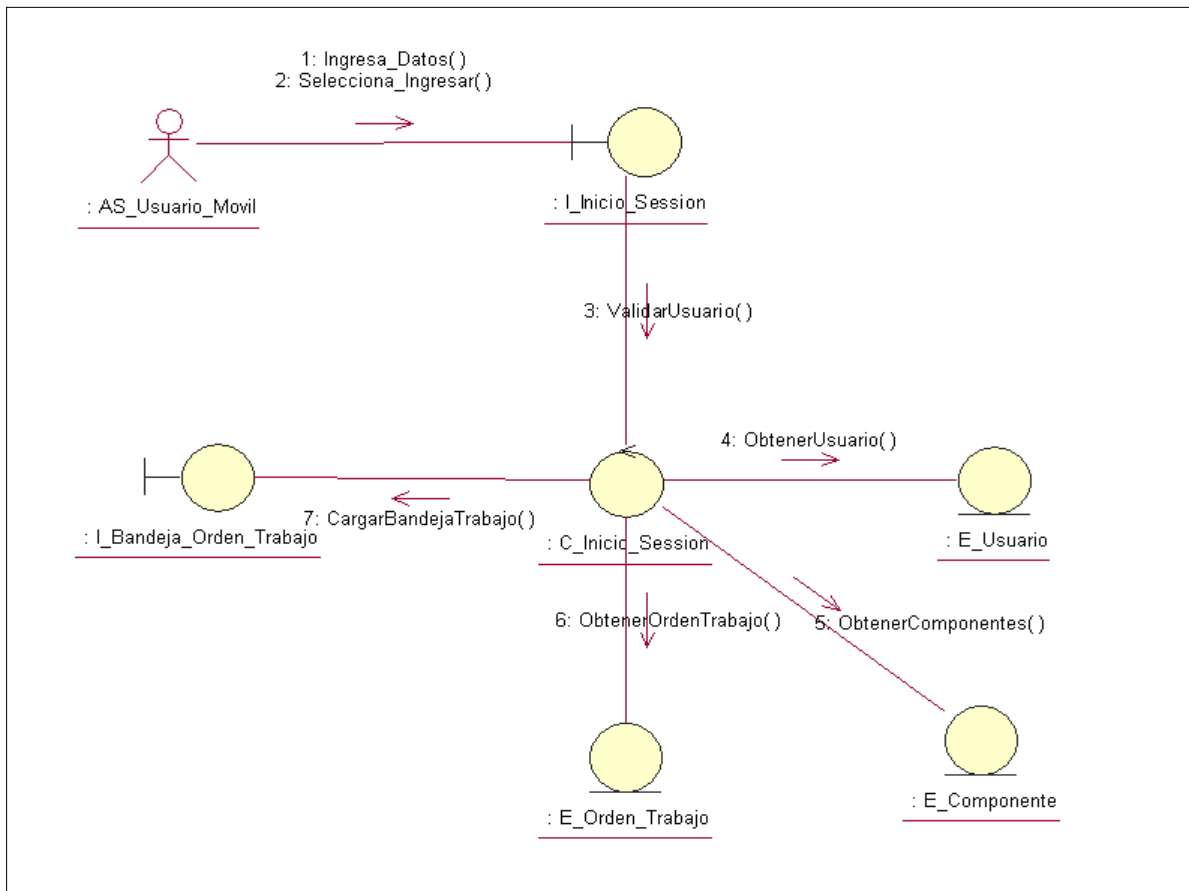 1: Ingresa_Datos( )
2: Selecciona_Ingresar( )
: AS_Usuario_Movil
: I_Inicio_Session
3: ValidarUsuario( )
4: ObtenerUsuario( )
7: CargarBandejaTrabajo( )
: I_Bandeja_Orden_Trabajo
: C_Inicio_Session
: E_Usuario
6: ObtenerOrdenTrabajo( )
5: ObtenerComponentes( )
: E_Orden_Trabajo
: E_Componente